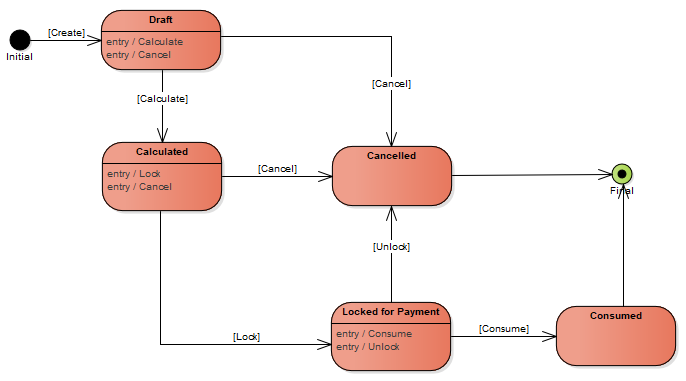 Initial
[Create]
Draft
entry / Calculate
entry / Cancel
[Cancel]
[Calculate]
Calculated
entry / Lock
entry / Cancel
[Cancel]
Cancelled
Final
[Unlock]
[Lock]
Locked for Payment
entry / Consume
entry / Unlock
[Consume]
Consumed